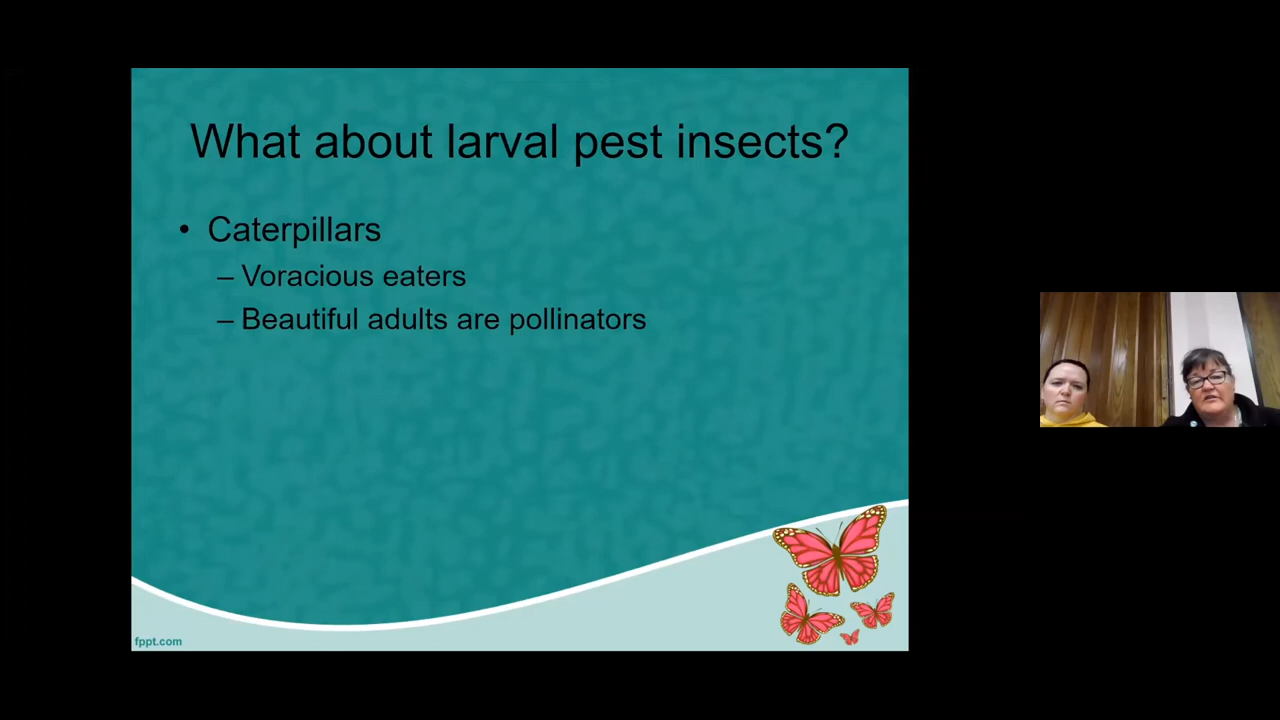 What about larval pest insects?
• Caterpillars
– Voracious eaters
– Beautiful adults are pollinators
fppt.com